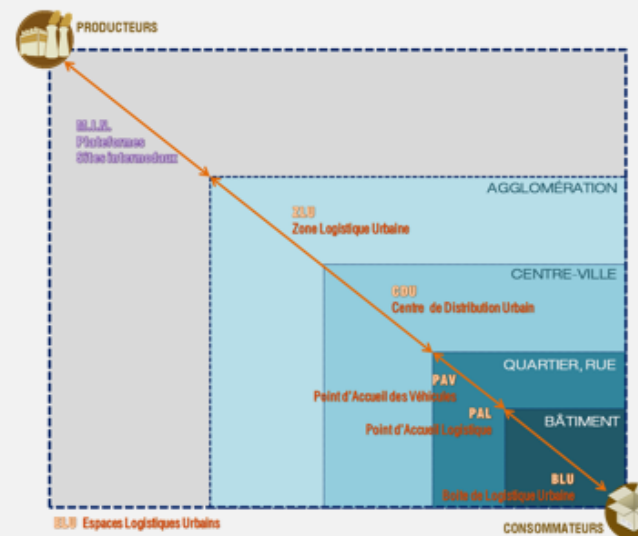 PRODUCTEURS
M.I.N.
Plateformes
Sites intermodaux
AGGLOMÉRATION
ZLU
Zone Logistique Urbaine
CENTRE-VILLE
CDU
Centre de Distribution Urbain
QUARTIER, RUE
PAV
Point d'Accueil des Véhicules
PAL
Point d'Accueil Logistique
BÂTIMENT
BLU
Boite de Logistique Urbaine
ELU Espaces Logistiques Urbains
CONSOMMATEURS